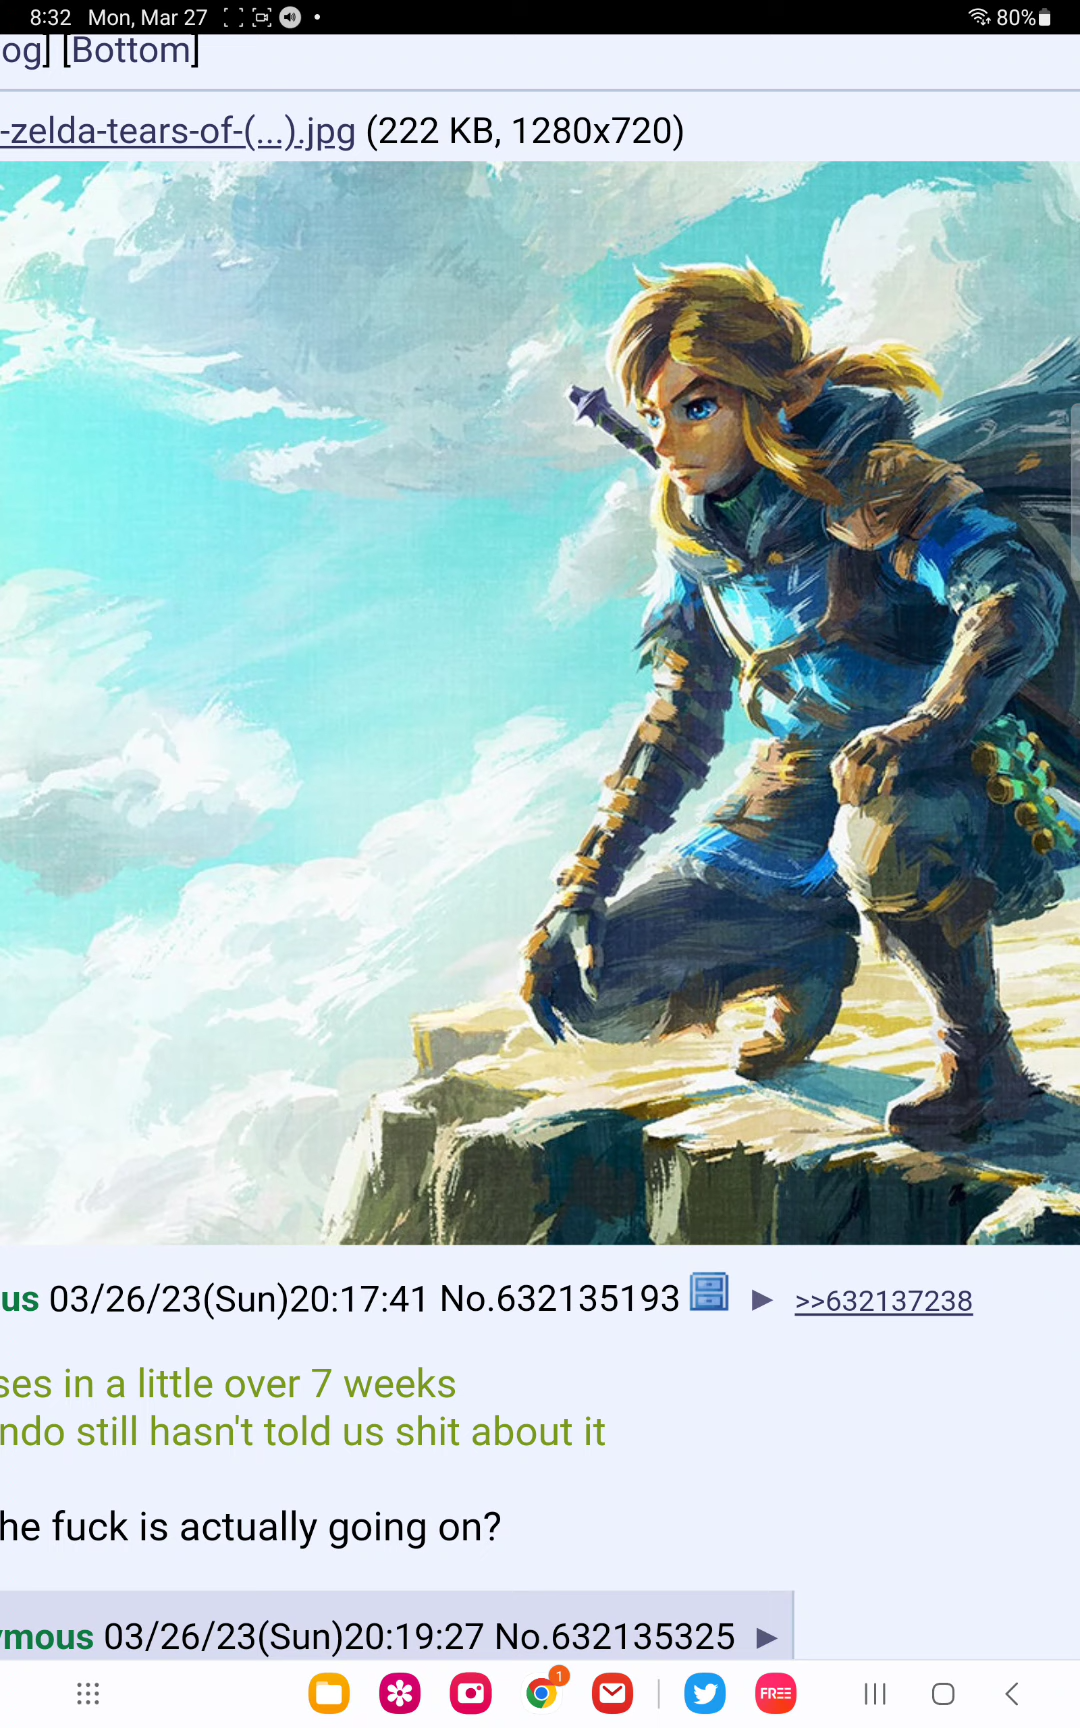 8:32 Mon, Mar 27 80%
og] [Bottom]
-zelda-tears-of-(...).jpg (222 KB, 1280x720)
us 03/26/23(Sun)20:17:41 No.632135193 ▶ >>632137238
ses in a little over 7 weeks
ndo still hasn't told us shit about it
he fuck is actually going on?
mous 03/26/23(Sun)20:19:27 No.632135325 ▶
1
FREE